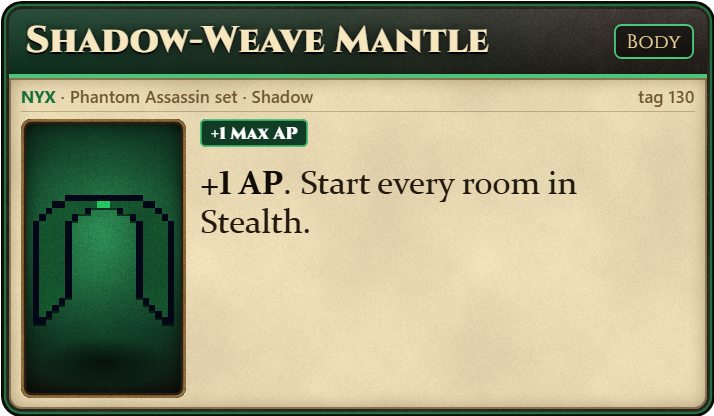 Shadow-Weave Mantle
Body
NYX · Phantom Assassin set · Shadow
tag 130
+1 Max AP
+1 AP. Start every room in
Stealth.